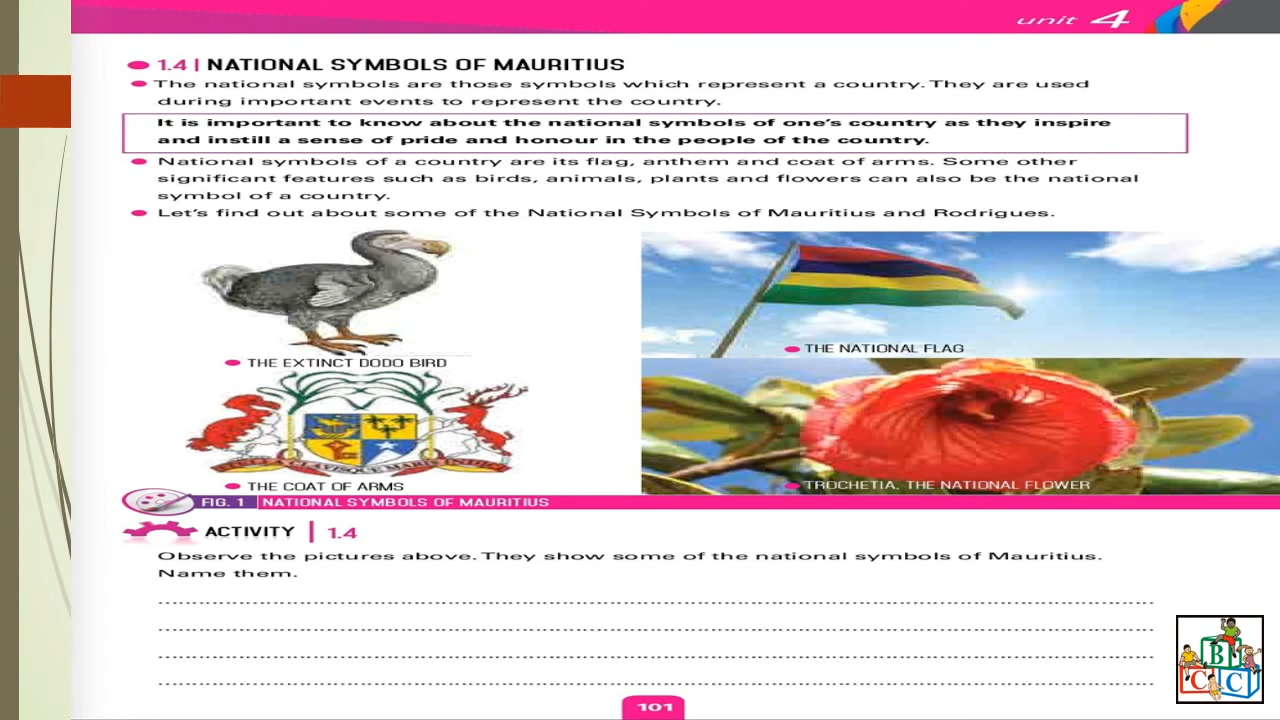 unit 4
1.4 | NATIONAL SYMBOLS OF MAURITIUS
The national symbols are those symbols which represent a country. They are used
during important events to represent the country.
It is important to know about the national symbols of one's country as they inspire
and instill a sense of pride and honour in the people of the country.
National symbols of a country are its flag, anthem and coat of arms. Some other
significant features such as birds, animals, plants and flowers can also be the national
symbol of a country.
Let's find out about some of the National Symbols of Mauritius and Rodrigues.
THE EXTINCT DODO BIRD
THE NATIONAL FLAG
THE COAT OF ARMS
TROCHETIA, THE NATIONAL FLOWER
FIG. 1 NATIONAL SYMBOLS OF MAURITIUS
ACTIVITY | 1.4
Observe the pictures above. They show some of the national symbols of Mauritius.
Name them.
101
B
C C